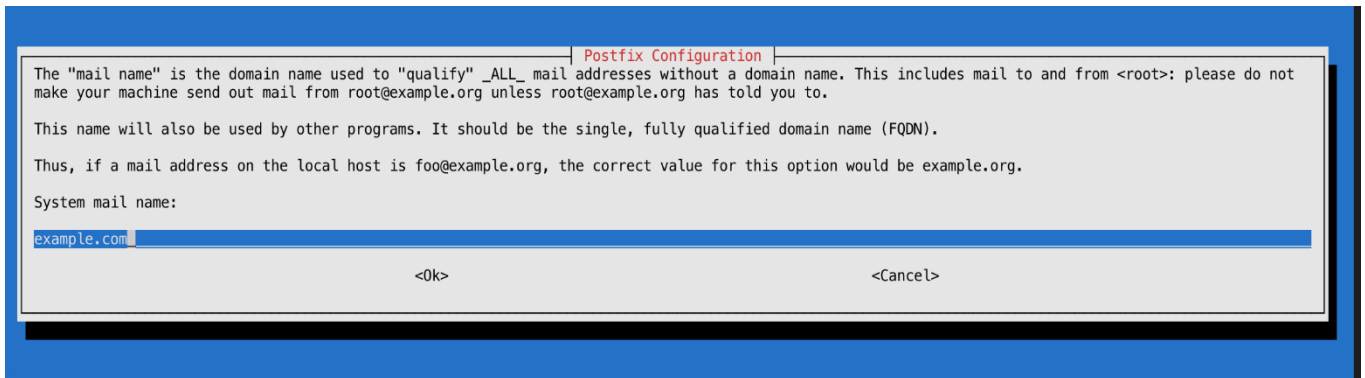 Postfix Configuration
The "mail name" is the domain name used to "qualify" _ALL_ mail addresses without a domain name. This includes mail to and from <root>: please do not
make your machine send out mail from root@example.org unless root@example.org has told you to.
This name will also be used by other programs. It should be the single, fully qualified domain name (FQDN).
Thus, if a mail address on the local host is foo@example.org, the correct value for this option would be example.org.
System mail name:
example.com
<Ok> <Cancel>